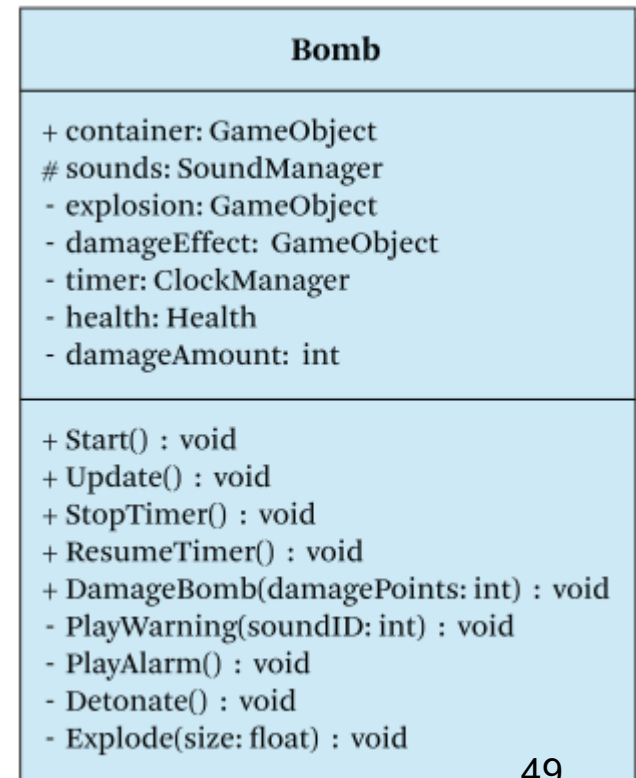 Bomb
+ container: GameObject
# sounds: SoundManager
- explosion: GameObject
- damageEffect: GameObject
- timer: ClockManager
- health: Health
- damageAmount: int
+ Start() : void
+ Update() : void
+ StopTimer() : void
+ ResumeTimer() : void
+ DamageBomb(damagePoints: int) : void
- PlayWarning(soundID: int) : void
- PlayAlarm() : void
- Detonate() : void
- Explode(size: float) : void
49